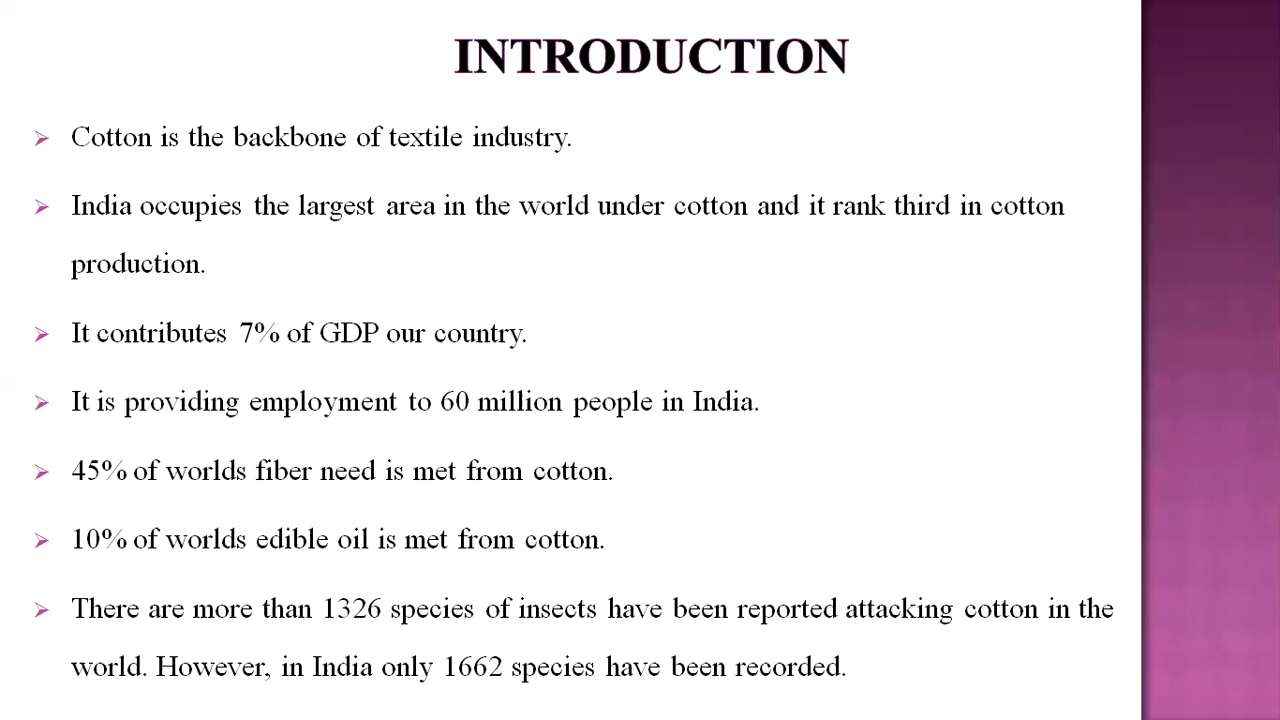 INTRODUCTION
Cotton is the backbone of textile industry.
India occupies the largest area in the world under cotton and it rank third in cotton
production.
It contributes 7% of GDP our country.
It is providing employment to 60 million people in India.
45% of worlds fiber need is met from cotton.
10% of worlds edible oil is met from cotton.
There are more than 1326 species of insects have been reported attacking cotton in the
world. However, in India only 1662 species have been recorded.